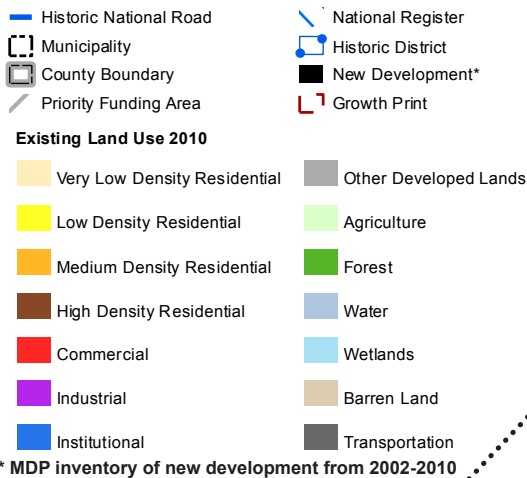 Historic National Road
National Register
Municipality
Historic District
County Boundary
New Development*
Priority Funding Area
Growth Print
Existing Land Use 2010
Very Low Density Residential
Other Developed Lands
Low Density Residential
Agriculture
Medium Density Residential
Forest
High Density Residential
Water
Commercial
Wetlands
Industrial
Barren Land
Institutional
Transportation
* MDP inventory of new development from 2002-2010